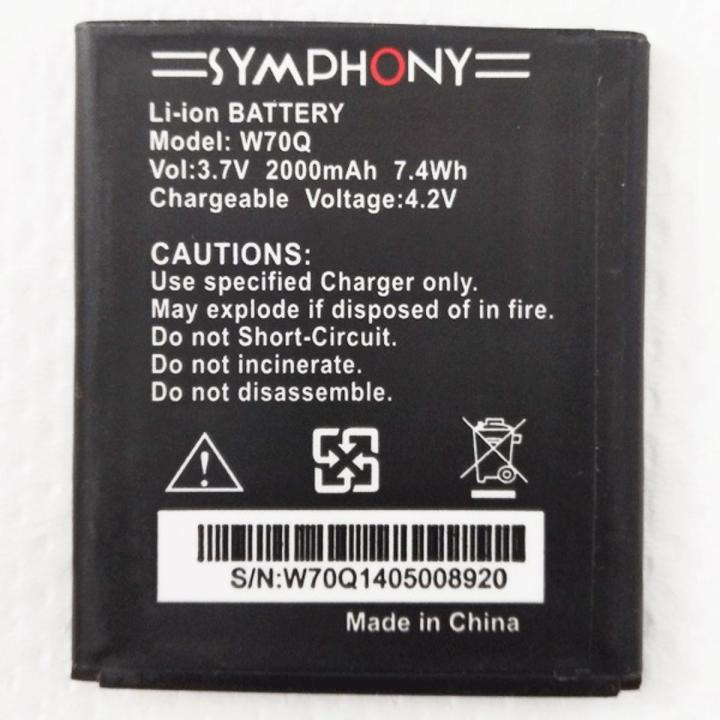 SYMPHONY
Li-ion BATTERY
Model: W70Q
Vol:3.7V 2000mAh 7.4Wh
Chargeable Voltage:4.2V
CAUTIONS:
Use specified Charger only.
May explode if disposed of in fire.
Do not Short-Circuit.
Do not incinerate.
Do not disassemble.
S/N:W70Q1405008920
Made in China